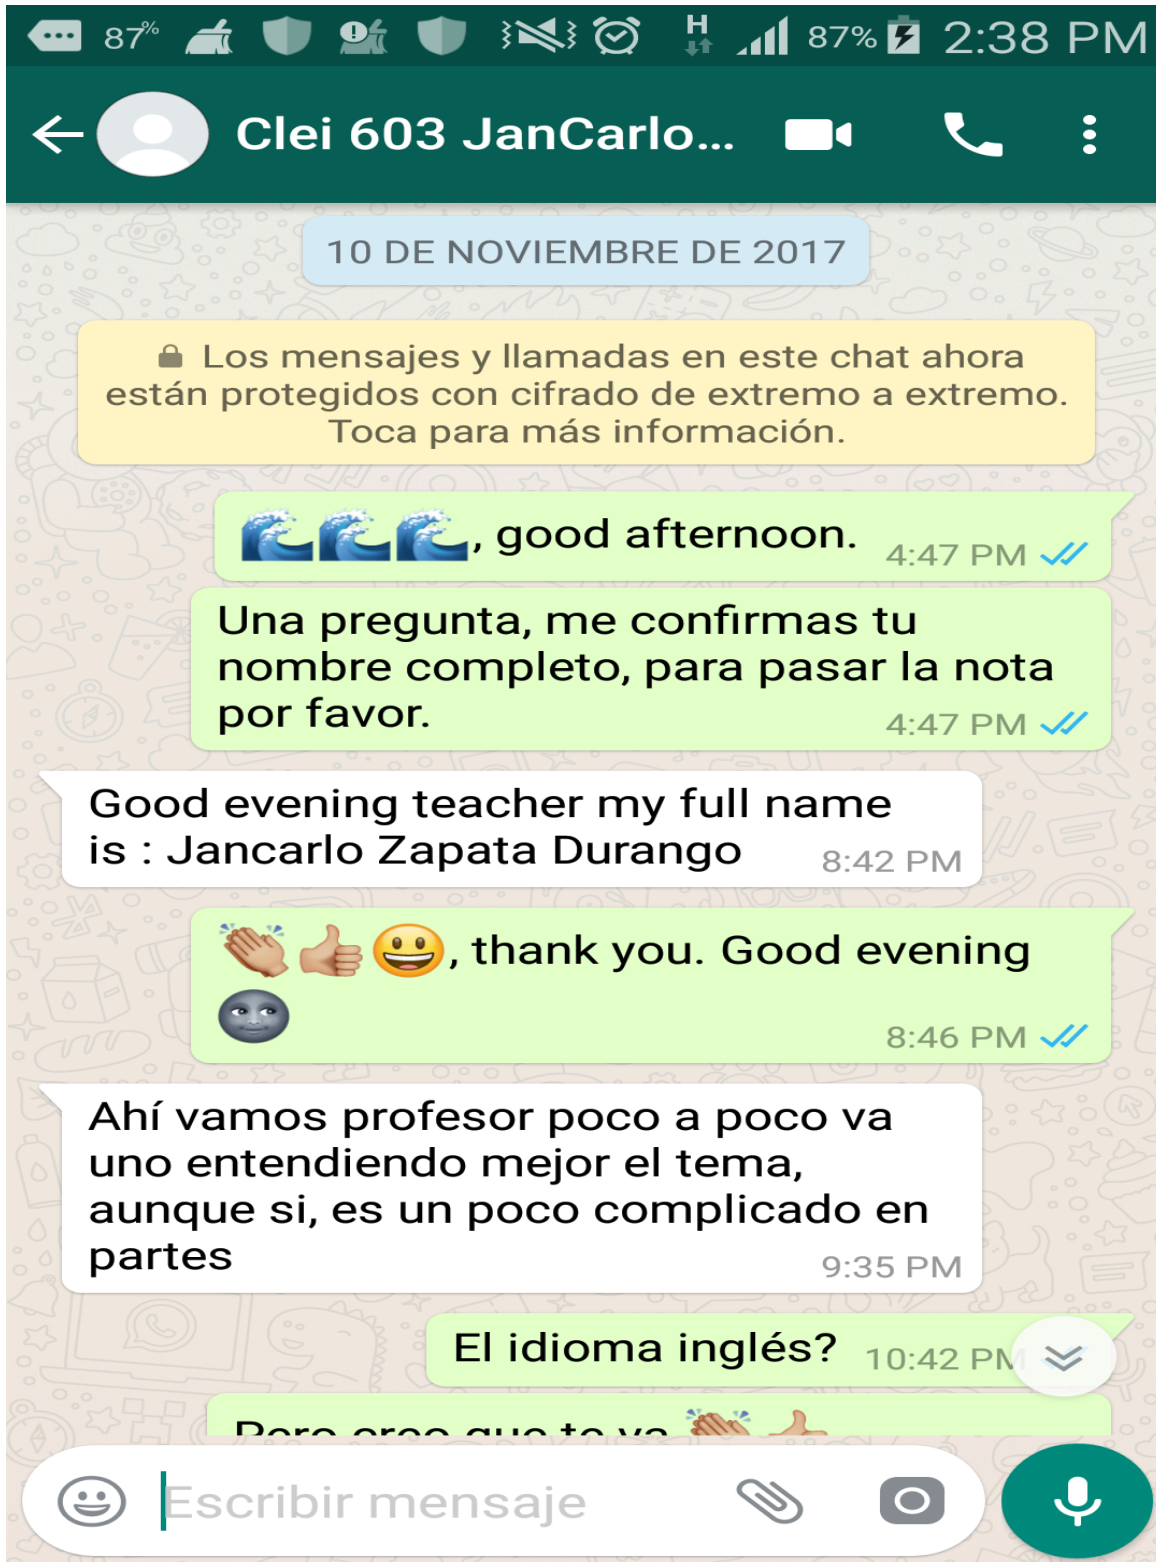 87% H 87% 2:38 PM
Clei 603 JanCarlo...
10 DE NOVIEMBRE DE 2017
Los mensajes y llamadas en este chat ahora
están protegidos con cifrado de extremo a extremo.
Toca para más información.
🌊🌊🌊, good afternoon. 4:47 PM
Una pregunta, me confirmas tu
nombre completo, para pasar la nota
por favor. 4:47 PM
Good evening teacher my full name
is : Jancarlo Zapata Durango 8:42 PM
👏👍😃, thank you. Good evening
🌚 8:46 PM
Ahí vamos profesor poco a poco va
uno entendiendo mejor el tema,
aunque si, es un poco complicado en
partes 9:35 PM
El idioma inglés? 10:42 PM
Pero creo que te va 👏👍
Escribir mensaje